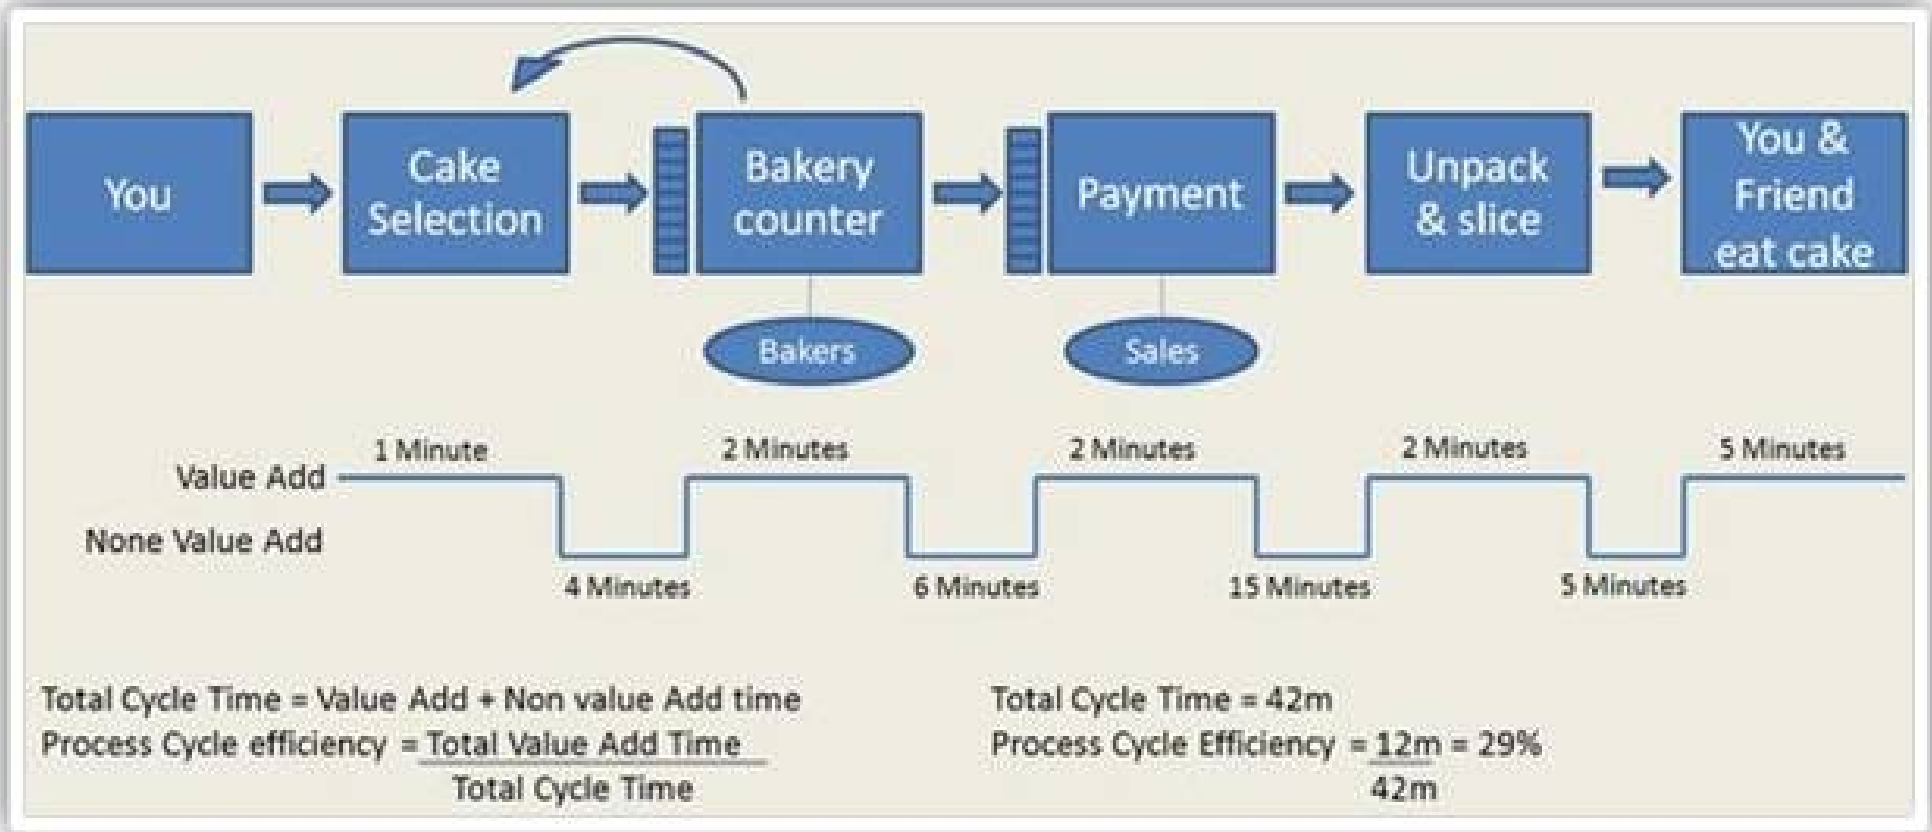 You
Cake
Selection
Bakery
counter
Payment
Unpack
& slice
You &
Friend
eat cake
Bakers
Sales
1 Minute
2 Minutes
2 Minutes
2 Minutes
5 Minutes
Value Add
None Value Add
4 Minutes
6 Minutes
15 Minutes
5 Minutes
Total Cycle Time = Value Add + Non value Add time
Process Cycle efficiency = Total Value Add Time
Total Cycle Time
Total Cycle Time = 42m
Process Cycle Efficiency = 12m = 29%
42m